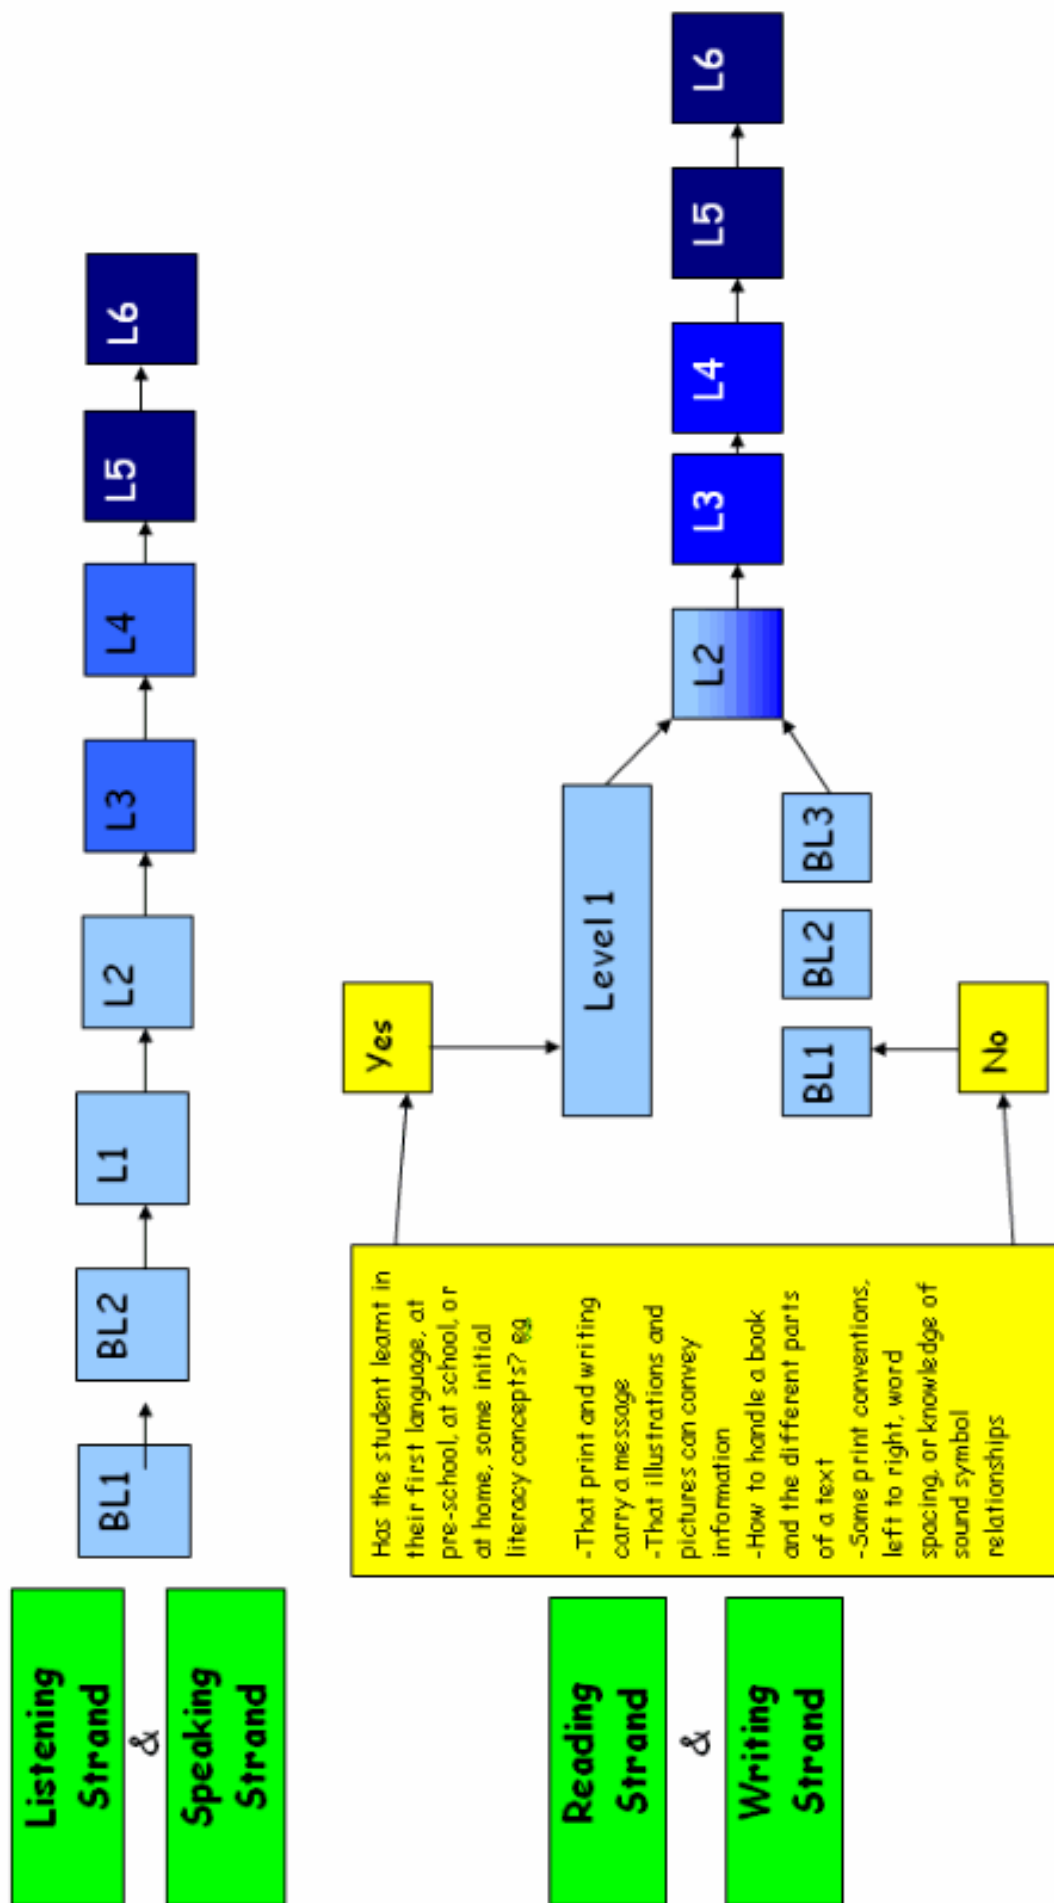 Listening
Strand
&
Speaking
Strand
BL1
BL2
L1
L2
L3
L4
L5
L6
Reading
Strand
&
Writing
Strand
Has the student learnt in
their first language, at
pre-school, at school, or
at home, some initial
literacy concepts? eg
-That print and writing
carry a message
-That illustrations and
pictures can convey
information
-How to handle a book
and the different parts
of a text
-Some print conventions,
left to right, word
spacing, or knowledge of
sound symbol
relationships
Yes
Level 1
No
BL1
BL2
BL3
L2
L3
L4
L5
L6